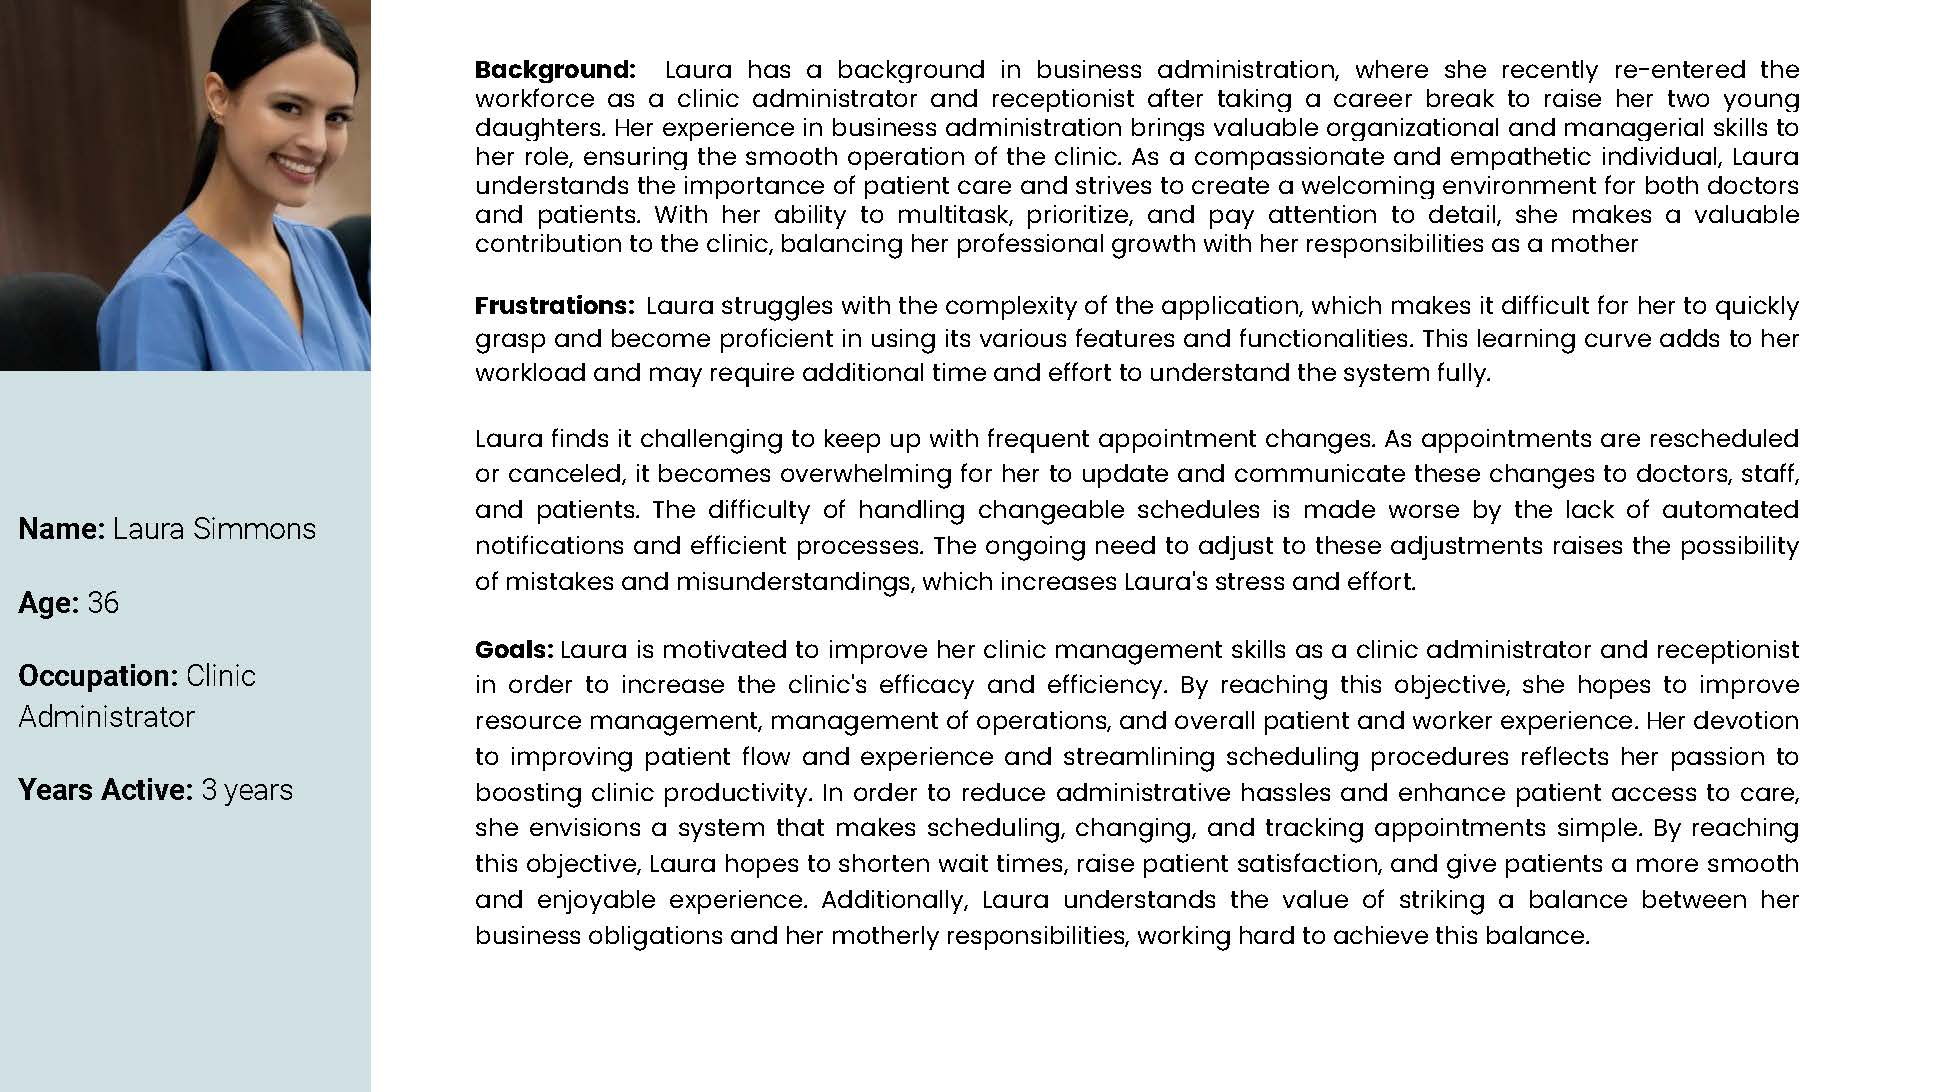 Background: Laura has a background in business administration, where she recently re-entered the
workforce as a clinic administrator and receptionist after taking a career break to raise her two young
daughters. Her experience in business administration brings valuable organizational and managerial skills to
her role, ensuring the smooth operation of the clinic. As a compassionate and empathetic individual, Laura
understands the importance of patient care and strives to create a welcoming environment for both doctors
and patients. With her ability to multitask, prioritize, and pay attention to detail, she makes a valuable
contribution to the clinic, balancing her professional growth with her responsibilities as a mother
Frustrations: Laura struggles with the complexity of the application, which makes it difficult for her to quickly
grasp and become proficient in using its various features and functionalities. This learning curve adds to her
workload and may require additional time and effort to understand the system fully.
Laura finds it challenging to keep up with frequent appointment changes. As appointments are rescheduled
or canceled, it becomes overwhelming for her to update and communicate these changes to doctors, staff,
and patients. The difficulty of handling changeable schedules is made worse by the lack of automated
notifications and efficient processes. The ongoing need to adjust to these adjustments raises the possibility
of mistakes and misunderstandings, which increases Laura's stress and effort.
Goals: Laura is motivated to improve her clinic management skills as a clinic administrator and receptionist
in order to increase the clinic's efficacy and efficiency. By reaching this objective, she hopes to improve
resource management, management of operations, and overall patient and worker experience. Her devotion
to improving patient flow and experience and streamlining scheduling procedures reflects her passion to
boosting clinic productivity. In order to reduce administrative hassles and enhance patient access to care,
she envisions a system that makes scheduling, changing, and tracking appointments simple. By reaching
this objective, Laura hopes to shorten wait times, raise patient satisfaction, and give patients a more smooth
and enjoyable experience. Additionally, Laura understands the value of striking a balance between her
business obligations and her motherly responsibilities, working hard to achieve this balance.
Name: Laura Simmons
Age: 36
Occupation: Clinic
Administrator
Years Active: 3 years